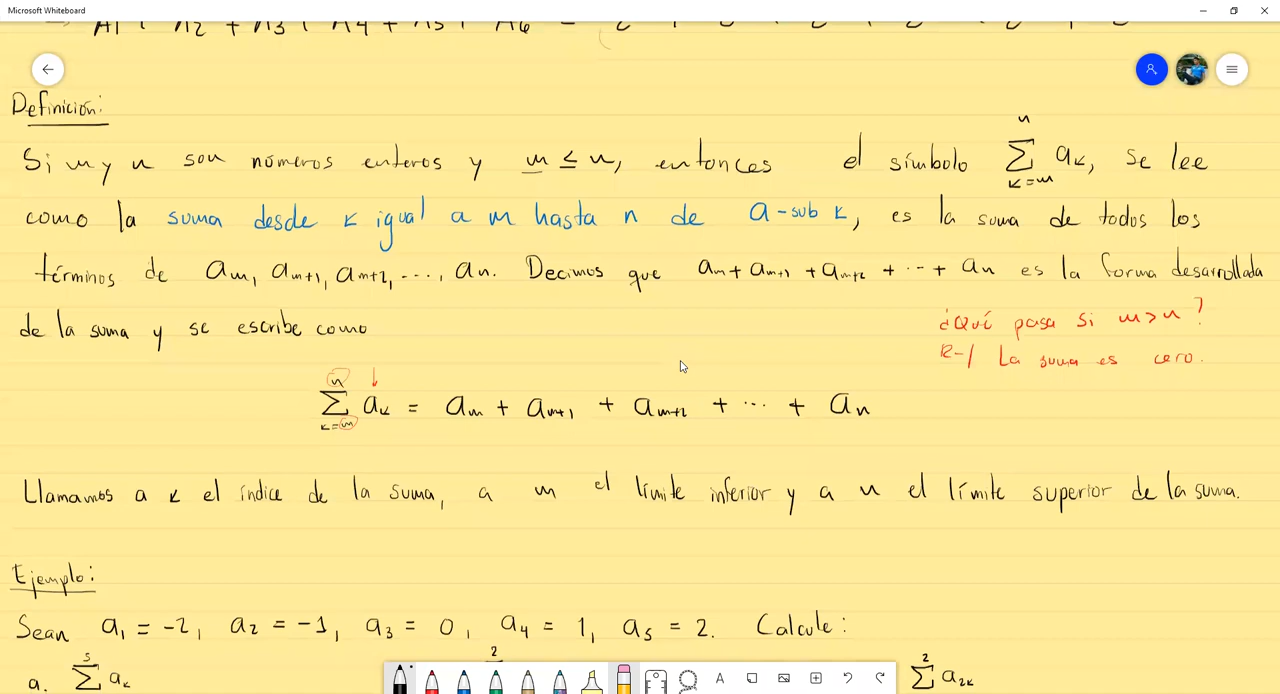 Microsoft Whiteboard
Definición:
Si m y n son números enteros y m ≤ n, entonces el símbolo \sum_{k=m}^{n} a_k, se lee
como la suma desde k igual a m hasta n de a-sub k, es la suma de todos los
términos de a_m, a_{m+1}, a_{m+2}, ..., a_n. Decimos que a_m + a_{m+1} + a_{m+2} + ... + a_n es la forma desarrollada
de la suma y se escribe como
¿Qué pasa si m>n?
R-/ La suma es cero.
\sum_{k=m}^{n} a_k = a_m + a_{m+1} + a_{m+2} + ... + a_n
Llamamos a k el índice de la suma, a m el límite inferior y a n el límite superior de la suma.
Ejemplo:
Sean a_1 = -2, a_2 = -1, a_3 = 0, a_4 = 1, a_5 = 2. Calcule:
a. \sum^{5} a_k 2 \sum^{2} a_{2k}